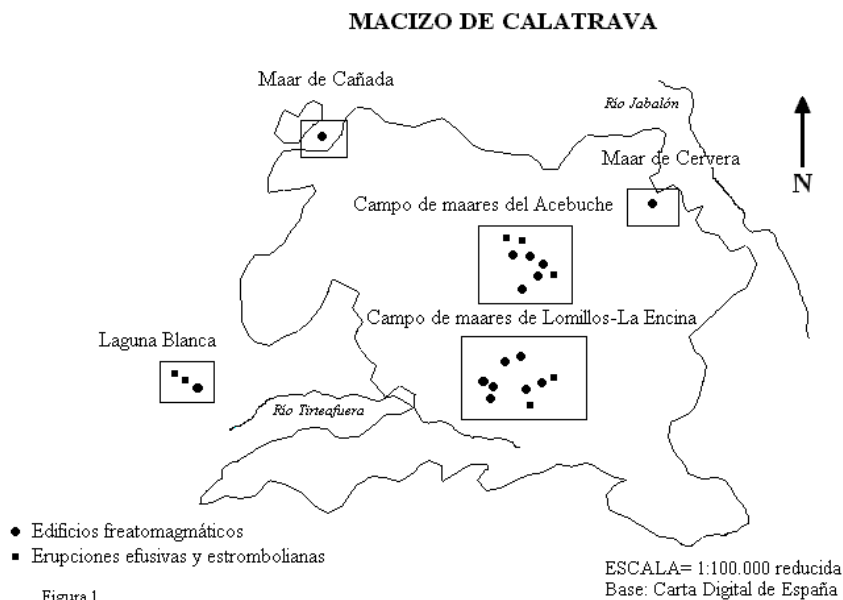 MACIZO DE CALATRAVA
Maar de Cañada
Río Jabalón
Maar de Cervera
N
Campo de maares del Acebuche
Campo de maares de Lomillos-La Encina
Laguna Blanca
Río Tirteafuera
Edificios freatomagmáticos
Erupciones efusivas y estrombolianas
ESCALA= 1:100.000 reducida
Base: Carta Digital de España
Figura 1